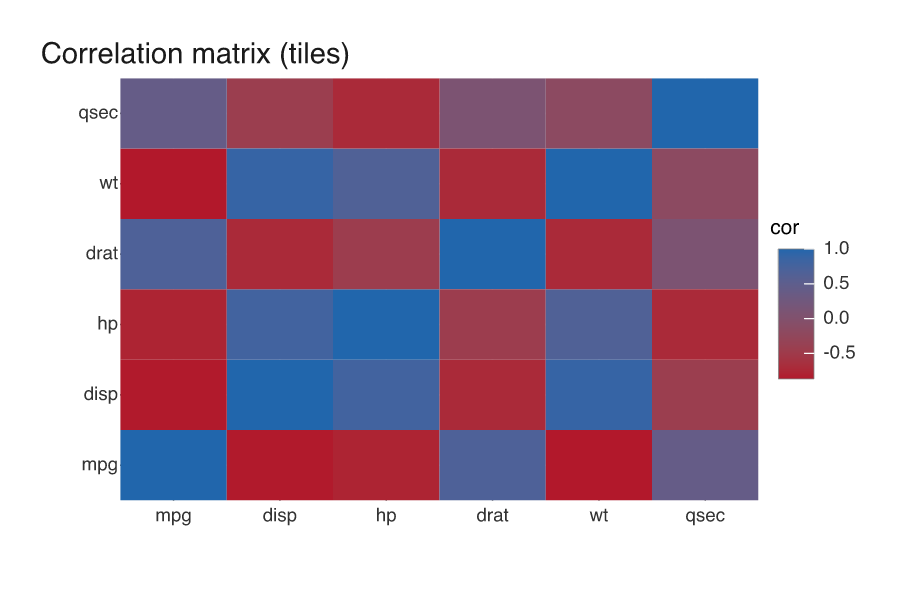 Correlation matrix (tiles)
qsec
wt
drat
hp
disp
mpg
mpg disp hp drat wt qsec
cor
1.0
0.5
0.0
-0.5